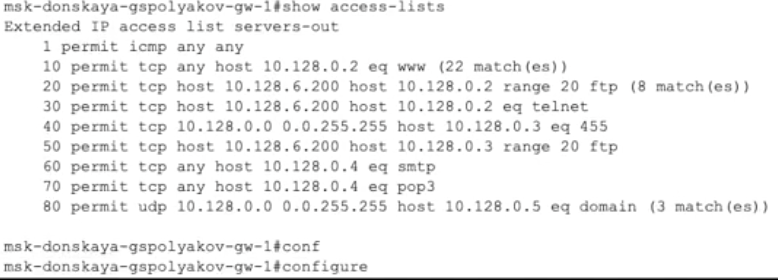 msk-donskaya-gspolyakov-gw-1#show access-lists
Extended IP access list servers-out
1 permit icmp any any
10 permit tcp any host 10.128.0.2 eq www (22 match(es))
20 permit tcp host 10.128.6.200 host 10.128.0.2 range 20 ftp (8 match(es))
30 permit tcp host 10.128.6.200 host 10.128.0.2 eq telnet
40 permit tcp 10.128.0.0 0.0.255.255 host 10.128.0.3 eq 455
50 permit tcp host 10.128.6.200 host 10.128.0.3 range 20 ftp
60 permit tcp any host 10.128.0.4 eq smtp
70 permit tcp any host 10.128.0.4 eq pop3
80 permit udp 10.128.0.0 0.0.255.255 host 10.128.0.5 eq domain (3 match(es))
msk-donskaya-gspolyakov-gw-1#conf
msk-donskaya-gspolyakov-gw-1#configure